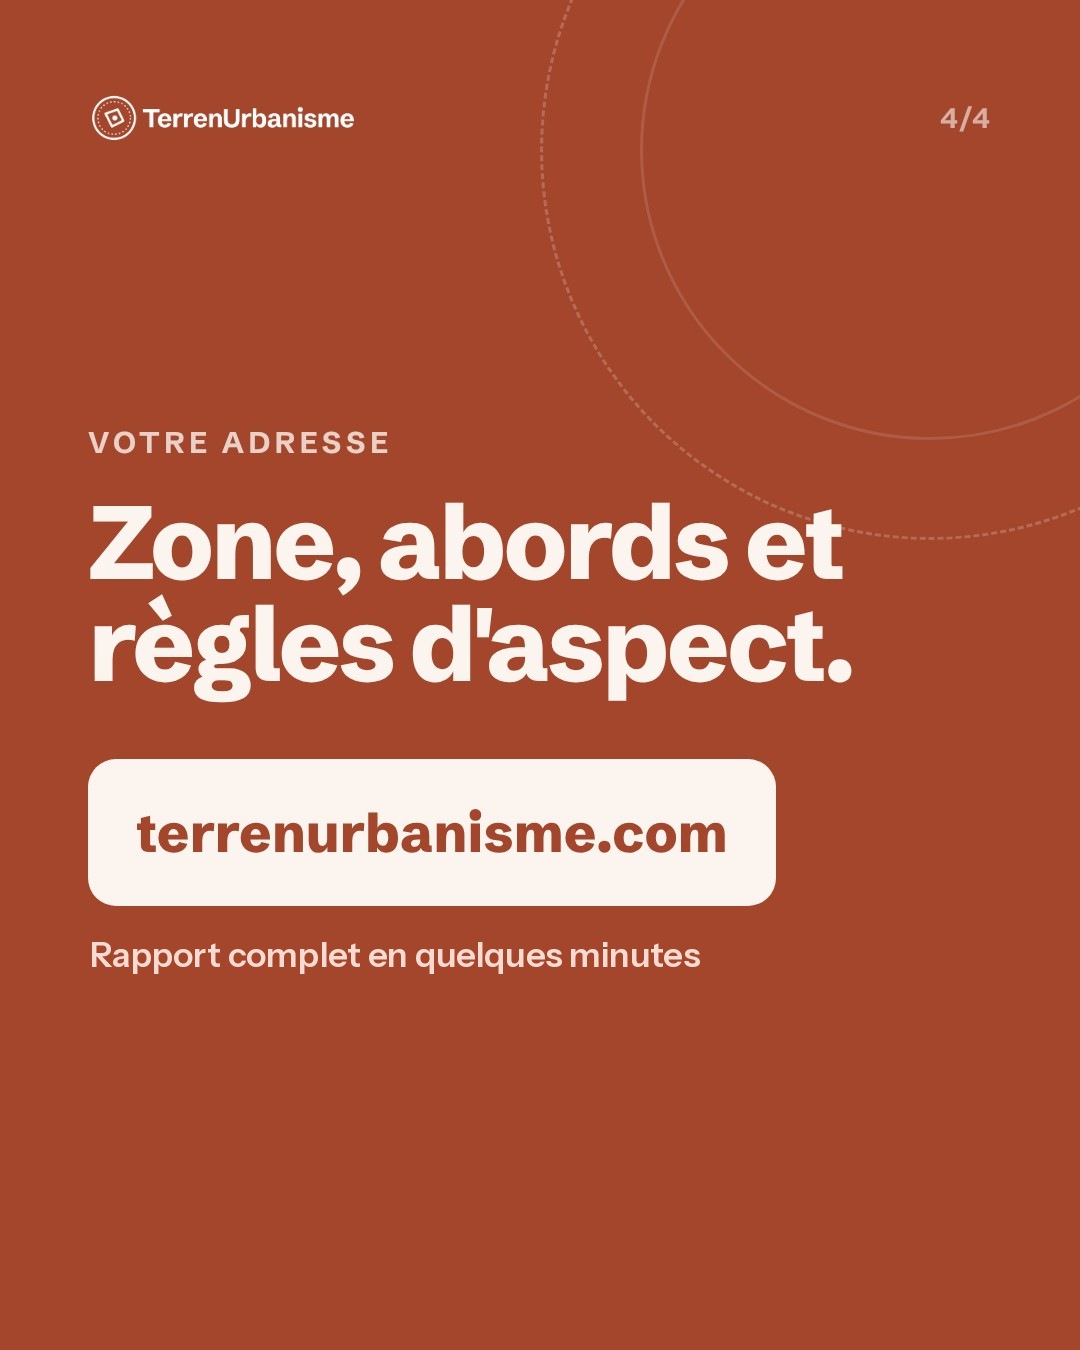 TerrenUrbanisme
4/4
VOTRE ADRESSE
Zone, abords et
règles d'aspect.
terrenurbanisme.com
Rapport complet en quelques minutes